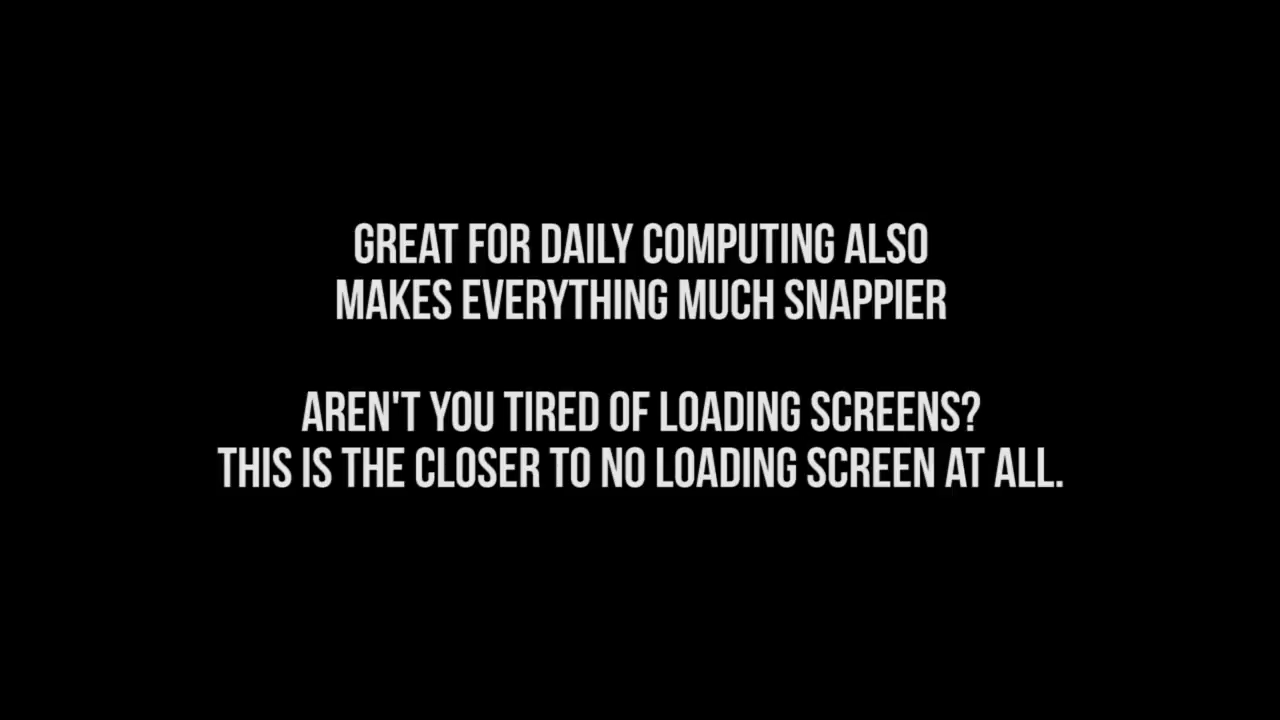 GREAT FOR DAILY COMPUTING ALSO
MAKES EVERYTHING MUCH SNAPPIER
AREN'T YOU TIRED OF LOADING SCREENS?
THIS IS THE CLOSER TO NO LOADING SCREEN AT ALL.